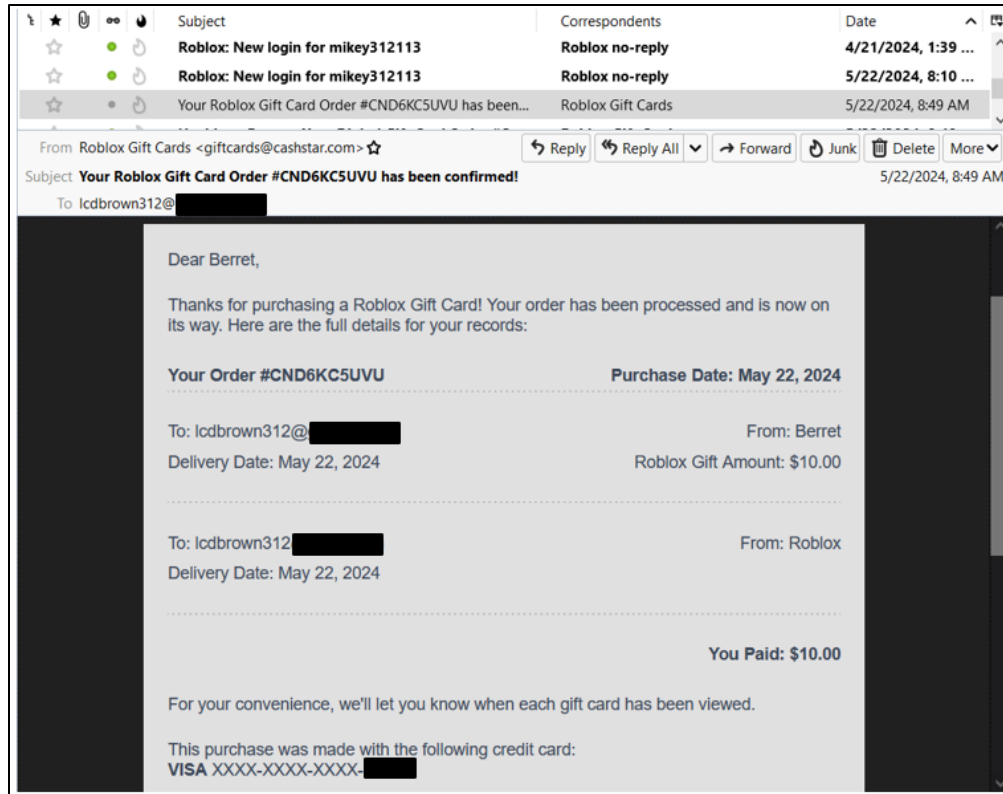 Subject Correspondents Date
Roblox: New login for mikey312113 Roblox no-reply 4/21/2024, 1:39 ...
Roblox: New login for mikey312113 Roblox no-reply 5/22/2024, 8:10 ...
Your Roblox Gift Card Order #CND6KC5UVU has been... Roblox Gift Cards 5/22/2024, 8:49 AM
From Roblox Gift Cards <giftcards@cashstar.com> Reply Reply All Forward Junk Delete More
Subject Your Roblox Gift Card Order #CND6KC5UVU has been confirmed! 5/22/2024, 8:49 AM
To lcdbrown312@
Dear Berret,
Thanks for purchasing a Roblox Gift Card! Your order has been processed and is now on
its way. Here are the full details for your records:
Your Order #CND6KC5UVU Purchase Date: May 22, 2024
To: lcdbrown312@ From: Berret
Delivery Date: May 22, 2024 Roblox Gift Amount: $10.00
To: lcdbrown312 From: Roblox
Delivery Date: May 22, 2024
You Paid: $10.00
For your convenience, we'll let you know when each gift card has been viewed.
This purchase was made with the following credit card:
VISA XXXX-XXXX-XXXX-